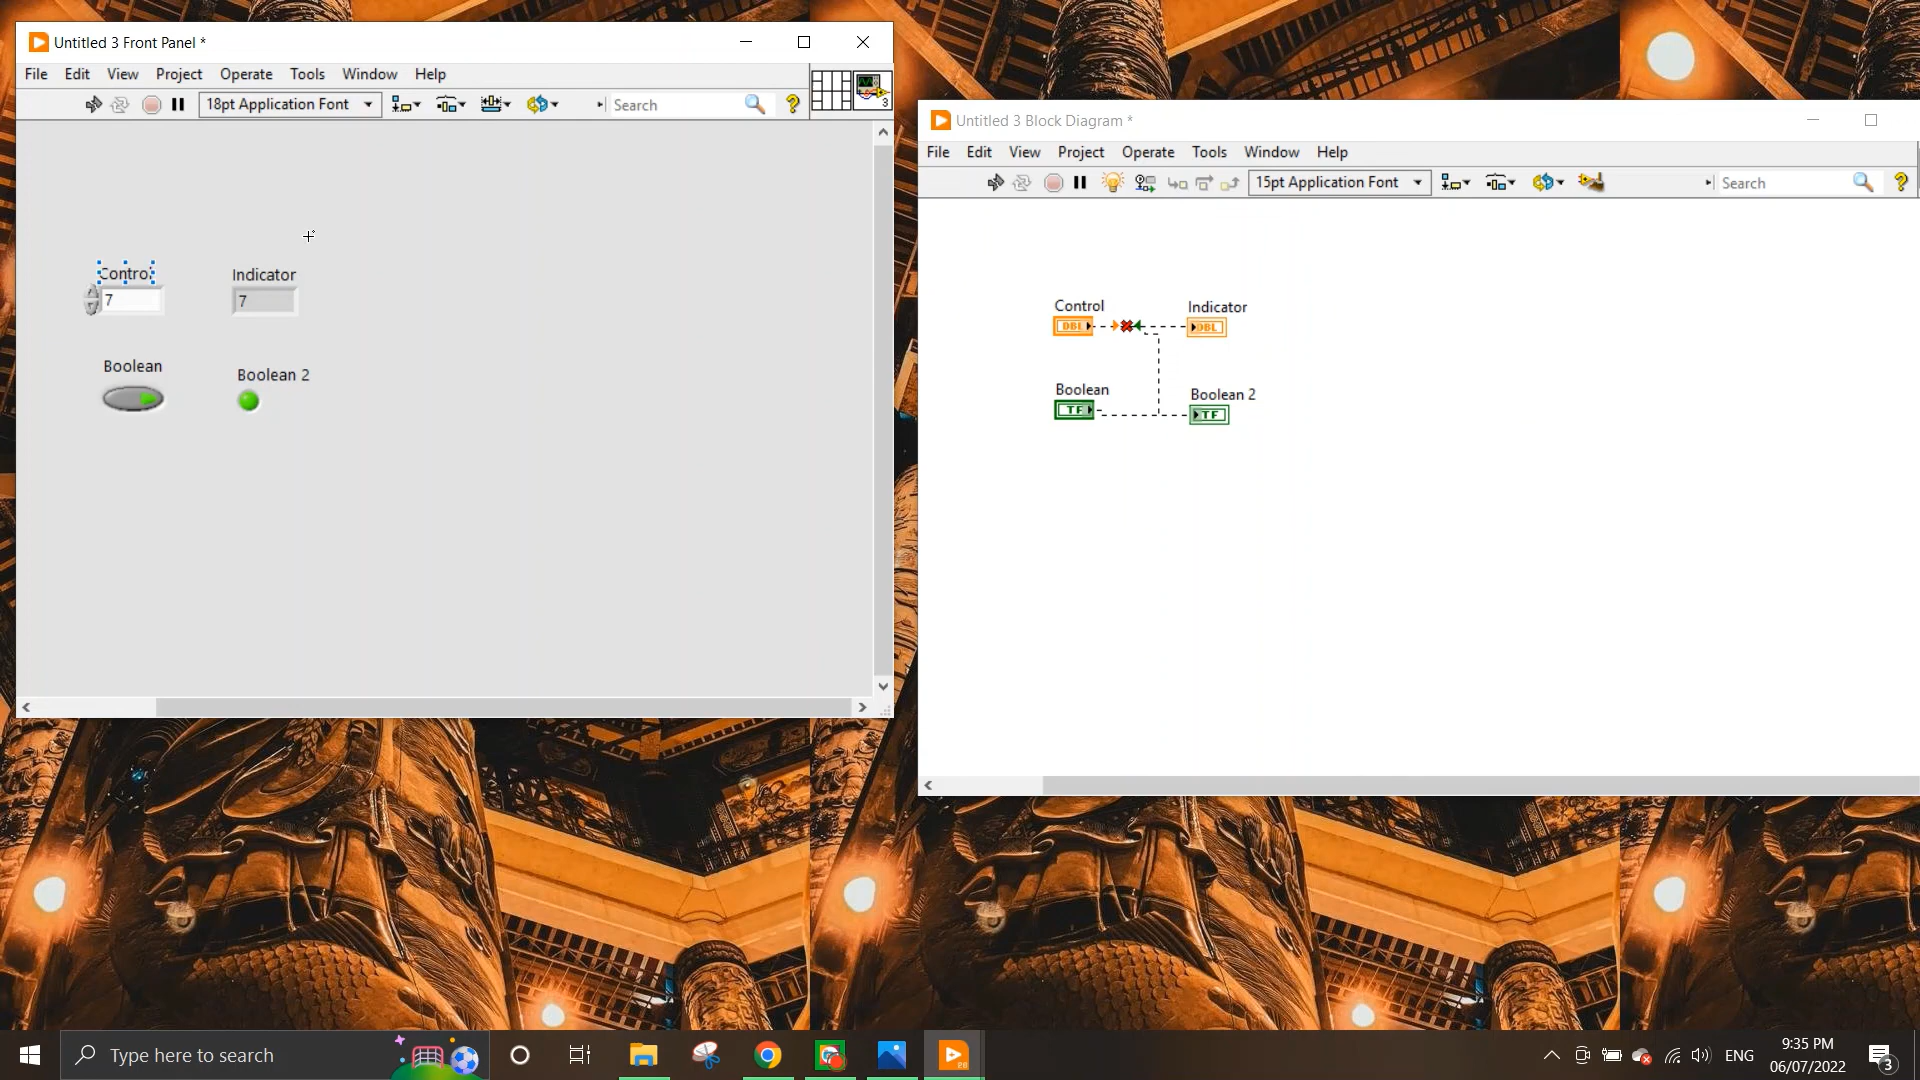 Untitled 3 Front Panel *
File Edit View Project Operate Tools Window Help
18pt Application Font
Search
?
3
Control
7
Indicator
7
Boolean
Boolean 2
Untitled 3 Block Diagram *
File Edit View Project Operate Tools Window Help
15pt Application Font
Search
?
Control
DBL
Indicator
DBL
Boolean
TF
Boolean 2
TF
Type here to search
ENG
9:35 PM
06/07/2022
3